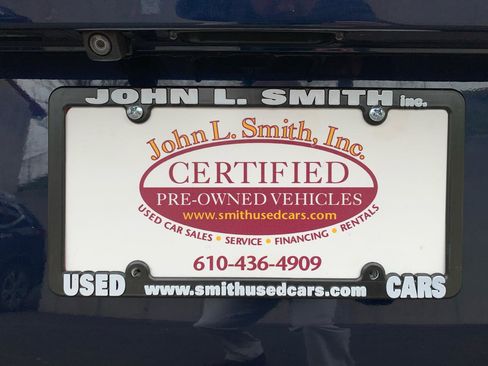 JOHN L. SMITH inc.
John L. Smith, Inc.
CERTIFIED
PRE-OWNED VEHICLES
www.smithusedcars.com
USED CAR SALES • SERVICE • FINANCING • RENTALS
610-436-4909
USED www.smithusedcars.com CARS